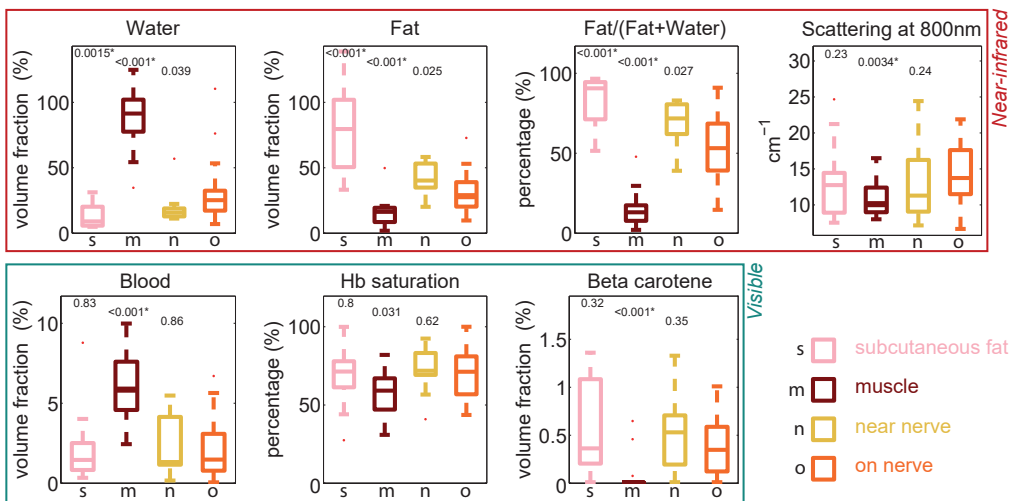 Water
Fat
Fat/(Fat+Water)
Scattering at 800nm
Near-infrared
volume fraction (%)
100
50
0
0.0015*
<0.001*
0.039
s m n o
volume fraction (%)
100
50
0
<0.001*
<0.001*
0.025
s m n o
percentage (%)
100
50
0
<0.001*
<0.001*
0.027
s m n o
cm⁻¹
30
25
20
15
10
0.23
0.0034*
0.24
s m n o
Blood
Hb saturation
Beta carotene
Visible
volume fraction (%)
10
5
0
0.83
<0.001*
0.86
s m n o
percentage (%)
100
50
0
0.8
0.031
0.62
s m n o
volume fraction (%)
1.5
1
0.5
0
0.32
<0.001*
0.35
s m n o
s subcutaneous fat
m muscle
n near nerve
o on nerve